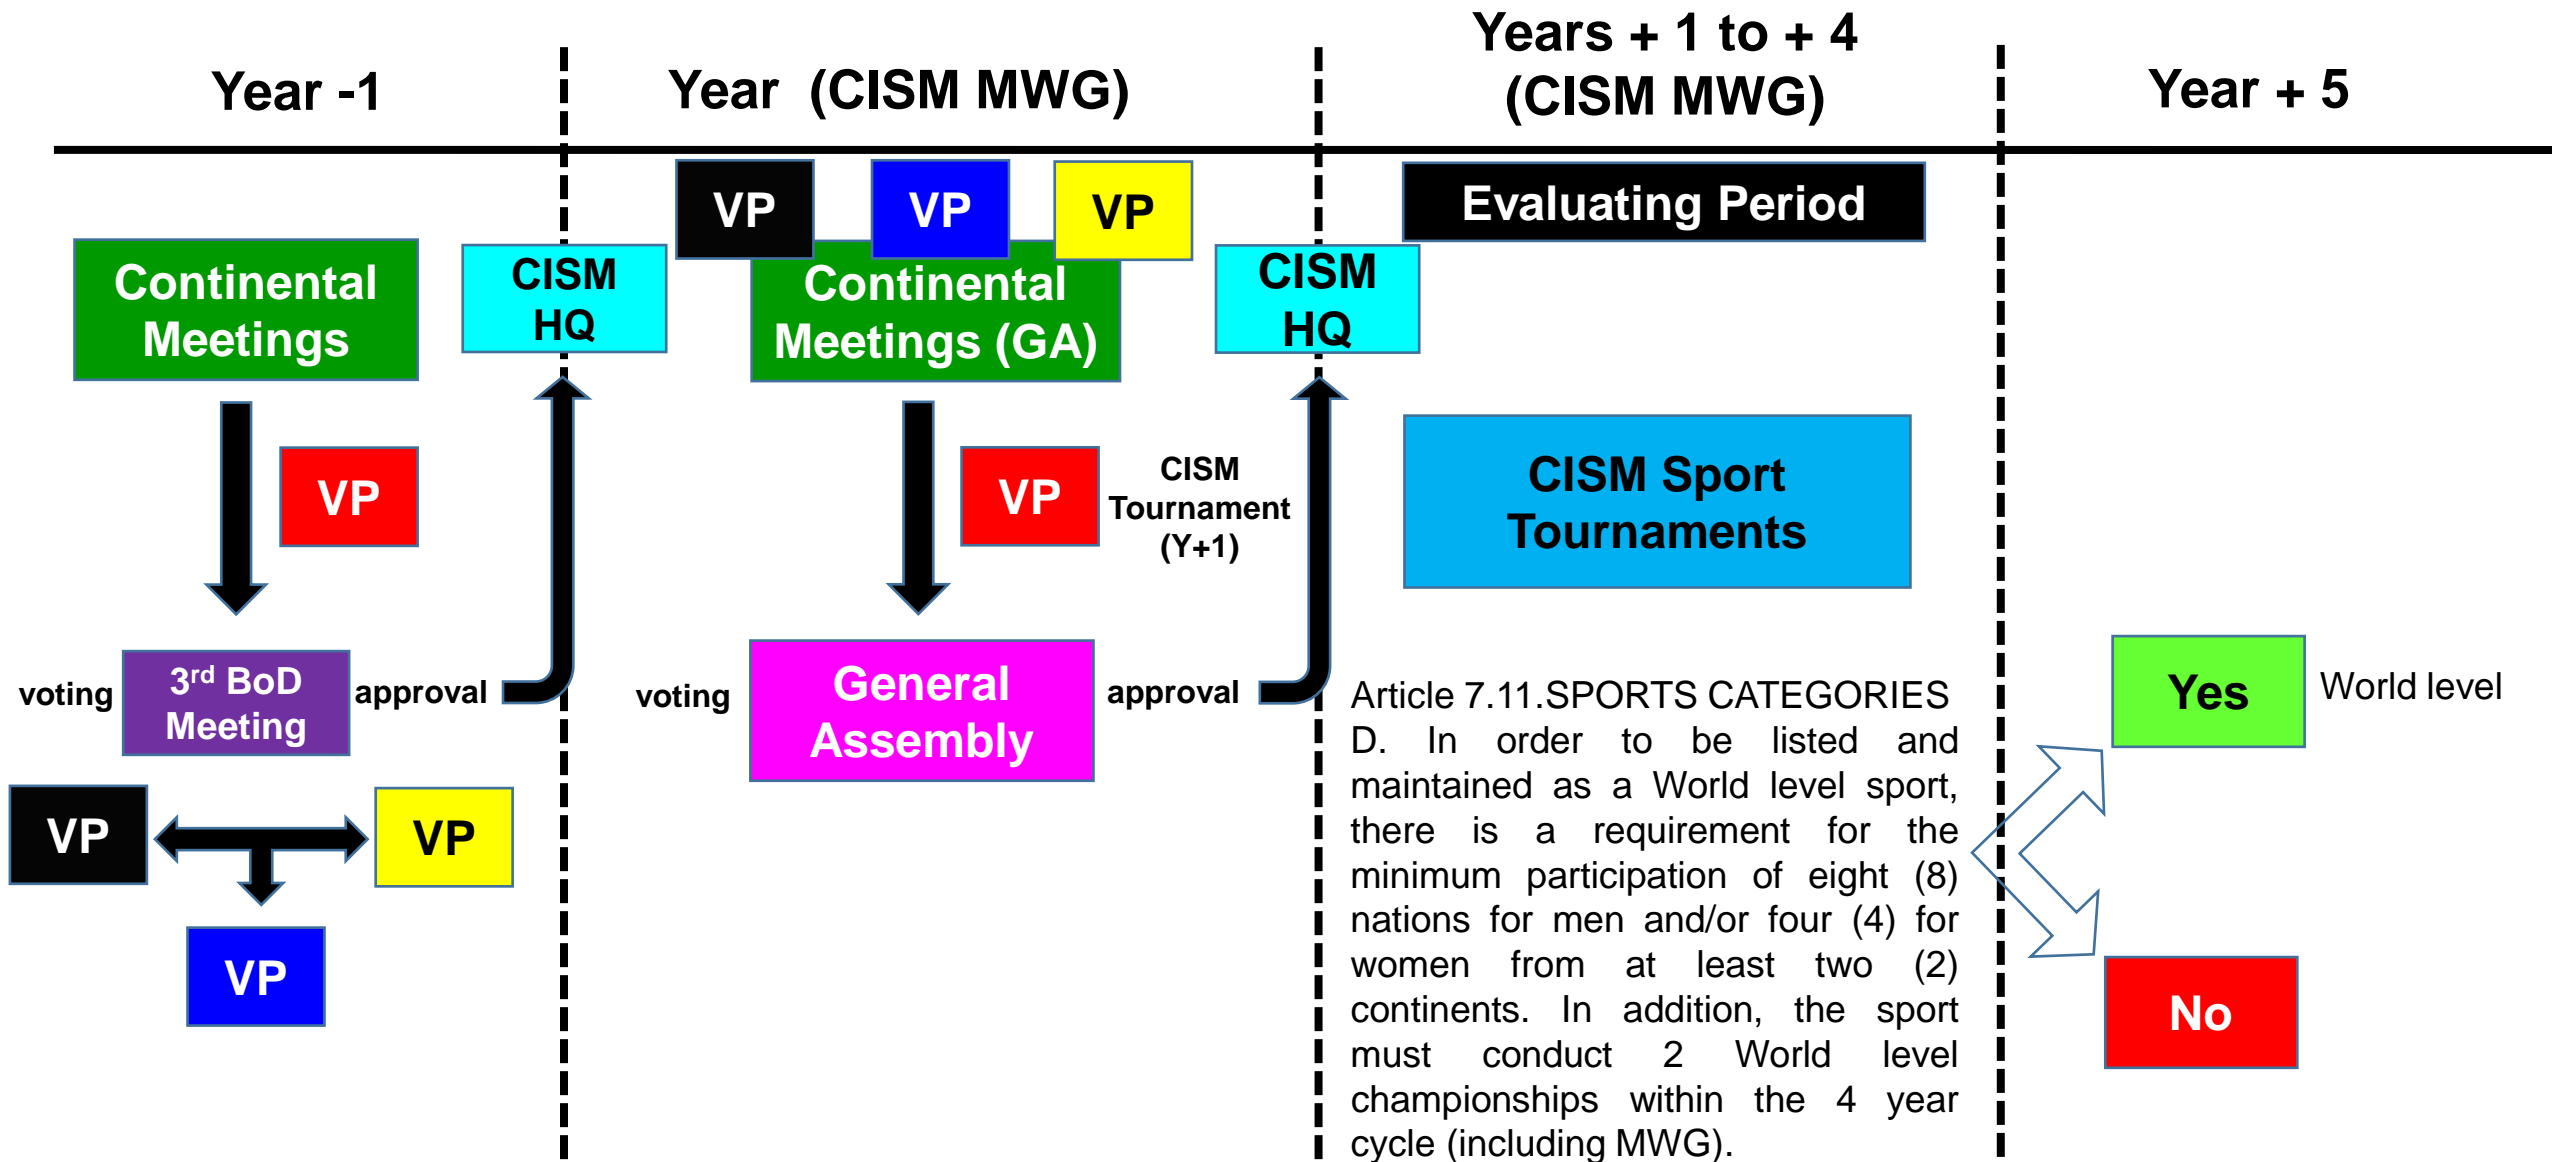 Year -1
Year (CISM MWG)
Years + 1 to + 4
(CISM MWG)
Year + 5
Continental
Meetings
CISM
HQ
VP
voting
3rd BoD
Meeting
approval
VP
VP
VP
VP
VP
VP
Continental
Meetings (GA)
CISM
HQ
VP
CISM
Tournament
(Y+1)
voting
General
Assembly
approval
Evaluating Period
CISM Sport
Tournaments
Article 7.11.SPORTS CATEGORIES
D. In order to be listed and
maintained as a World level sport,
there is a requirement for the
minimum participation of eight (8)
nations for men and/or four (4) for
women from at least two (2)
continents. In addition, the sport
must conduct 2 World level
championships within the 4 year
cycle (including MWG).
Yes
World level
No